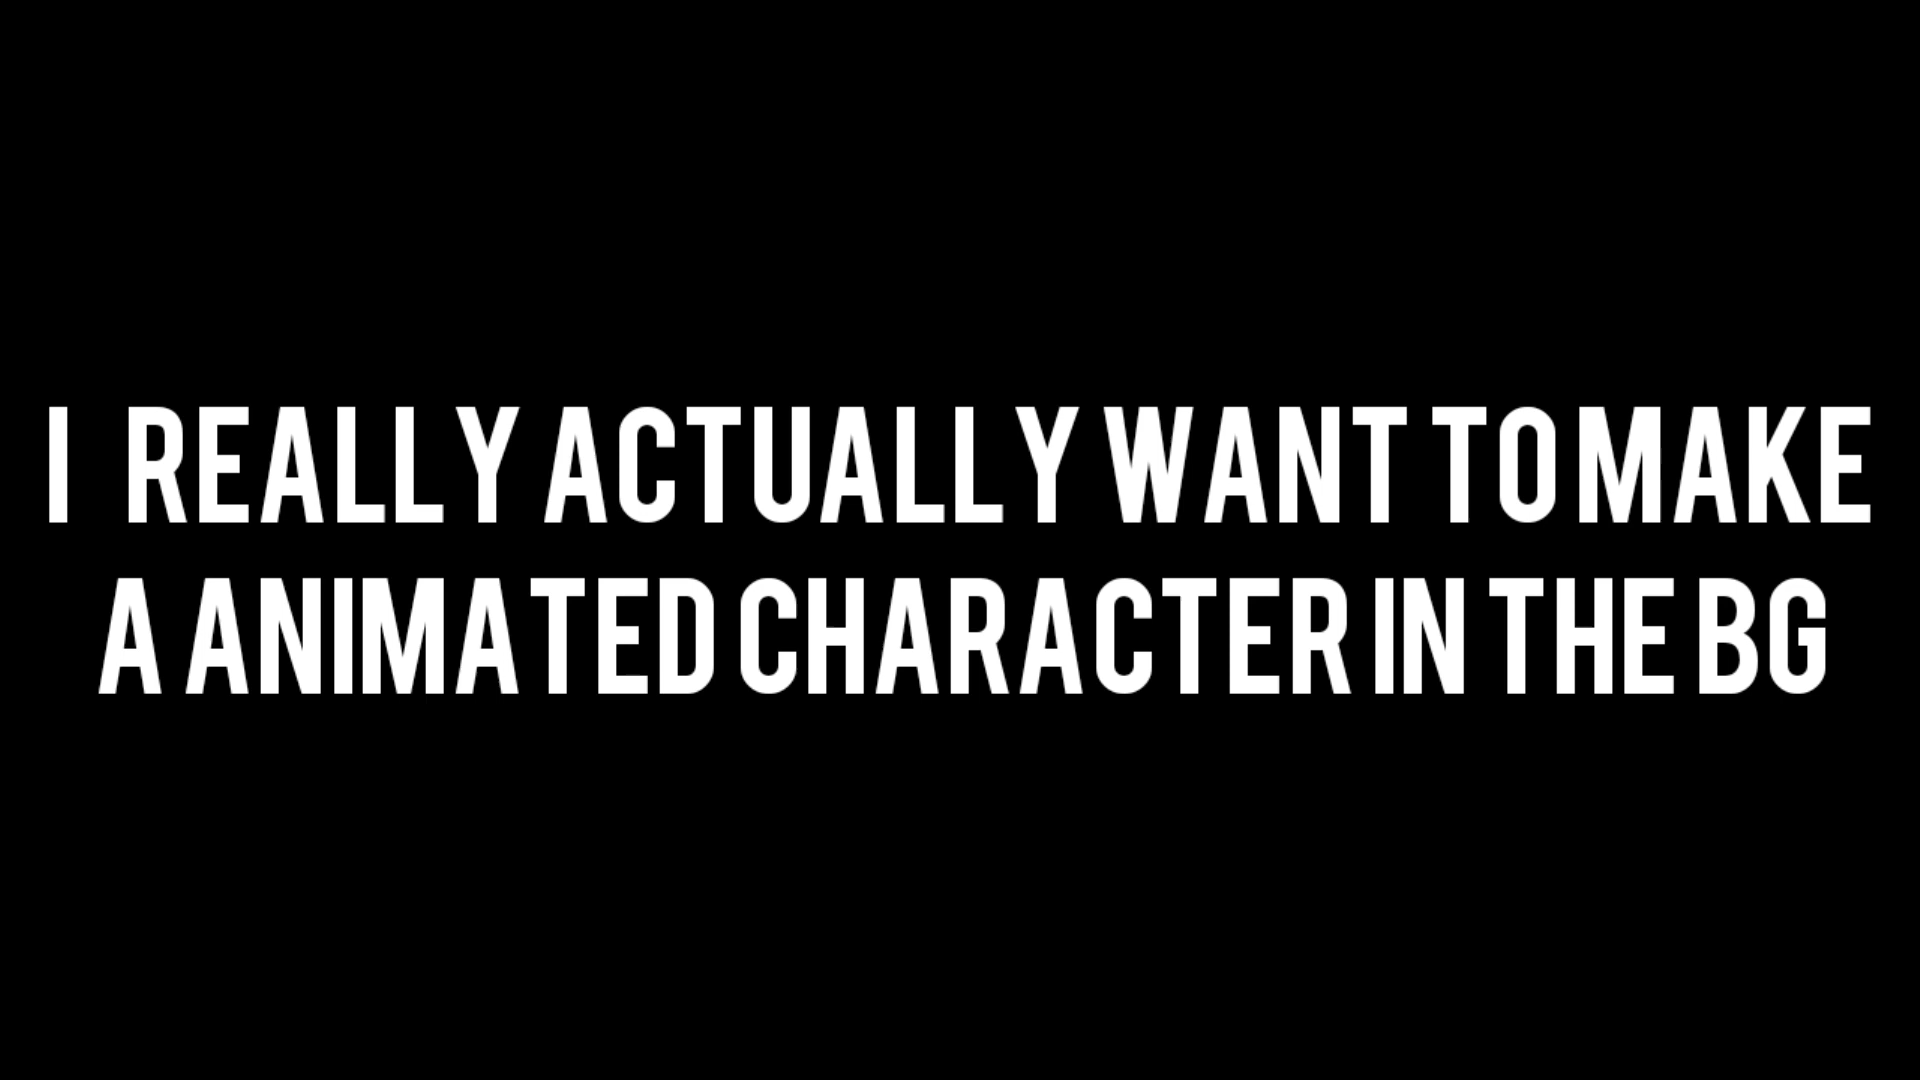 I REALLY ACTUALLY WANT TO MAKE
A ANIMATED CHARACTER IN THE BG